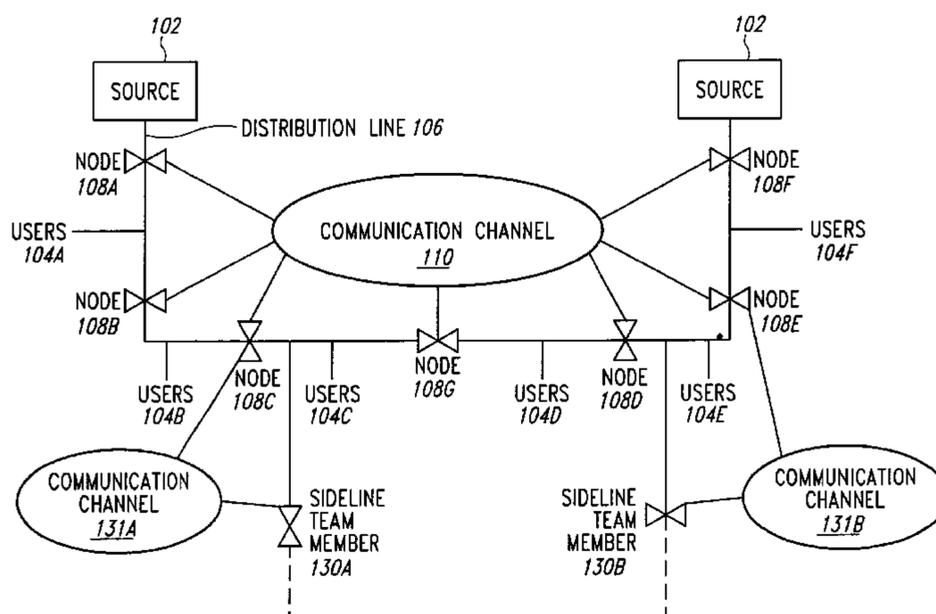 102
SOURCE
102
SOURCE
DISTRIBUTION LINE 106
NODE
108A
NODE
108F
USERS
104A
COMMUNICATION CHANNEL
110
USERS
104F
NODE
108B
NODE
108E
USERS
104B
NODE
108C
USERS
104C
NODE
108G
USERS
104D
NODE
108D
USERS
104E
COMMUNICATION
CHANNEL
131A
SIDELINE
TEAM
MEMBER
130A
SIDELINE
TEAM
MEMBER
130B
COMMUNICATION
CHANNEL
131B